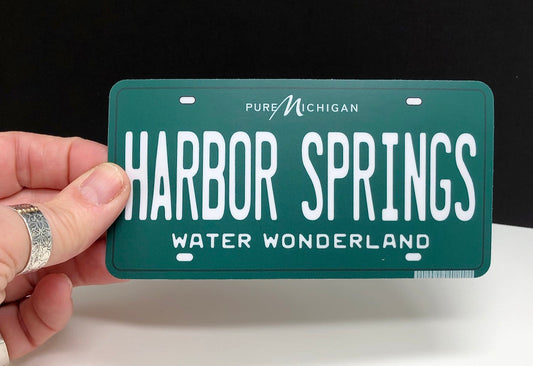 PURE MICHIGAN
HARBOR SPRINGS
WATER WONDERLAND